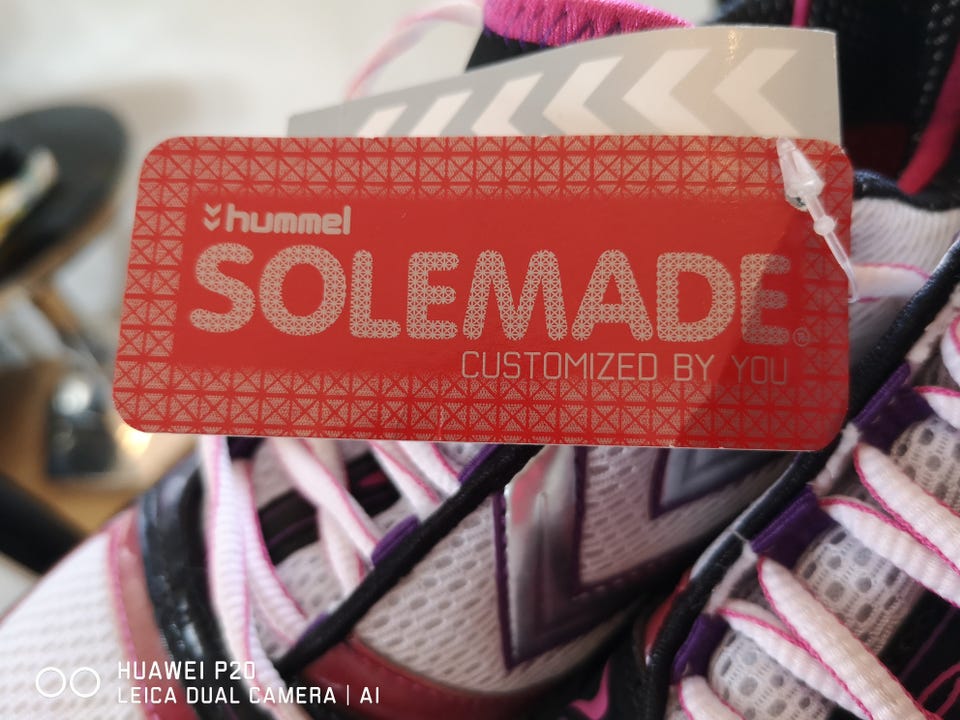 hummel
SOLEMADE®
CUSTOMIZED BY YOU
HUAWEI P20
LEICA DUAL CAMERA | AI